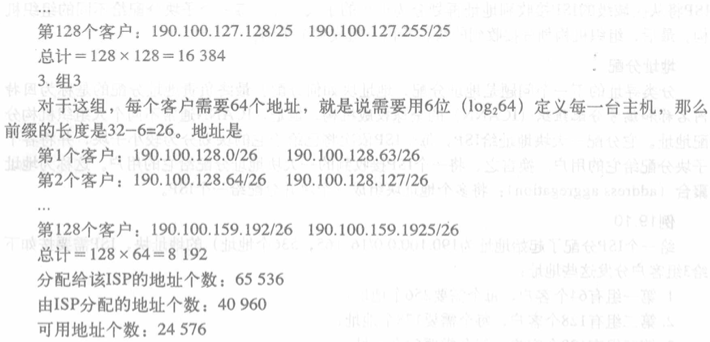 ...
第128个客户：190.100.127.128/25 190.100.127.255/25
总计=128×128=16 384
3. 组3
对于这组，每个客户需要64个地址，就是说需要用6位（log₂64）定义每一台主机，那么
前缀的长度是32−6=26。地址是
第1个客户：190.100.128.0/26 190.100.128.63/26
第2个客户：190.100.128.64/26 190.100.128.127/26
...
第128个客户：190.100.159.192/26 190.100.159.1925/26
总计=128×64=8 192
分配给该ISP的地址个数：65 536
由ISP分配的地址个数：40 960
可用地址个数：24 576